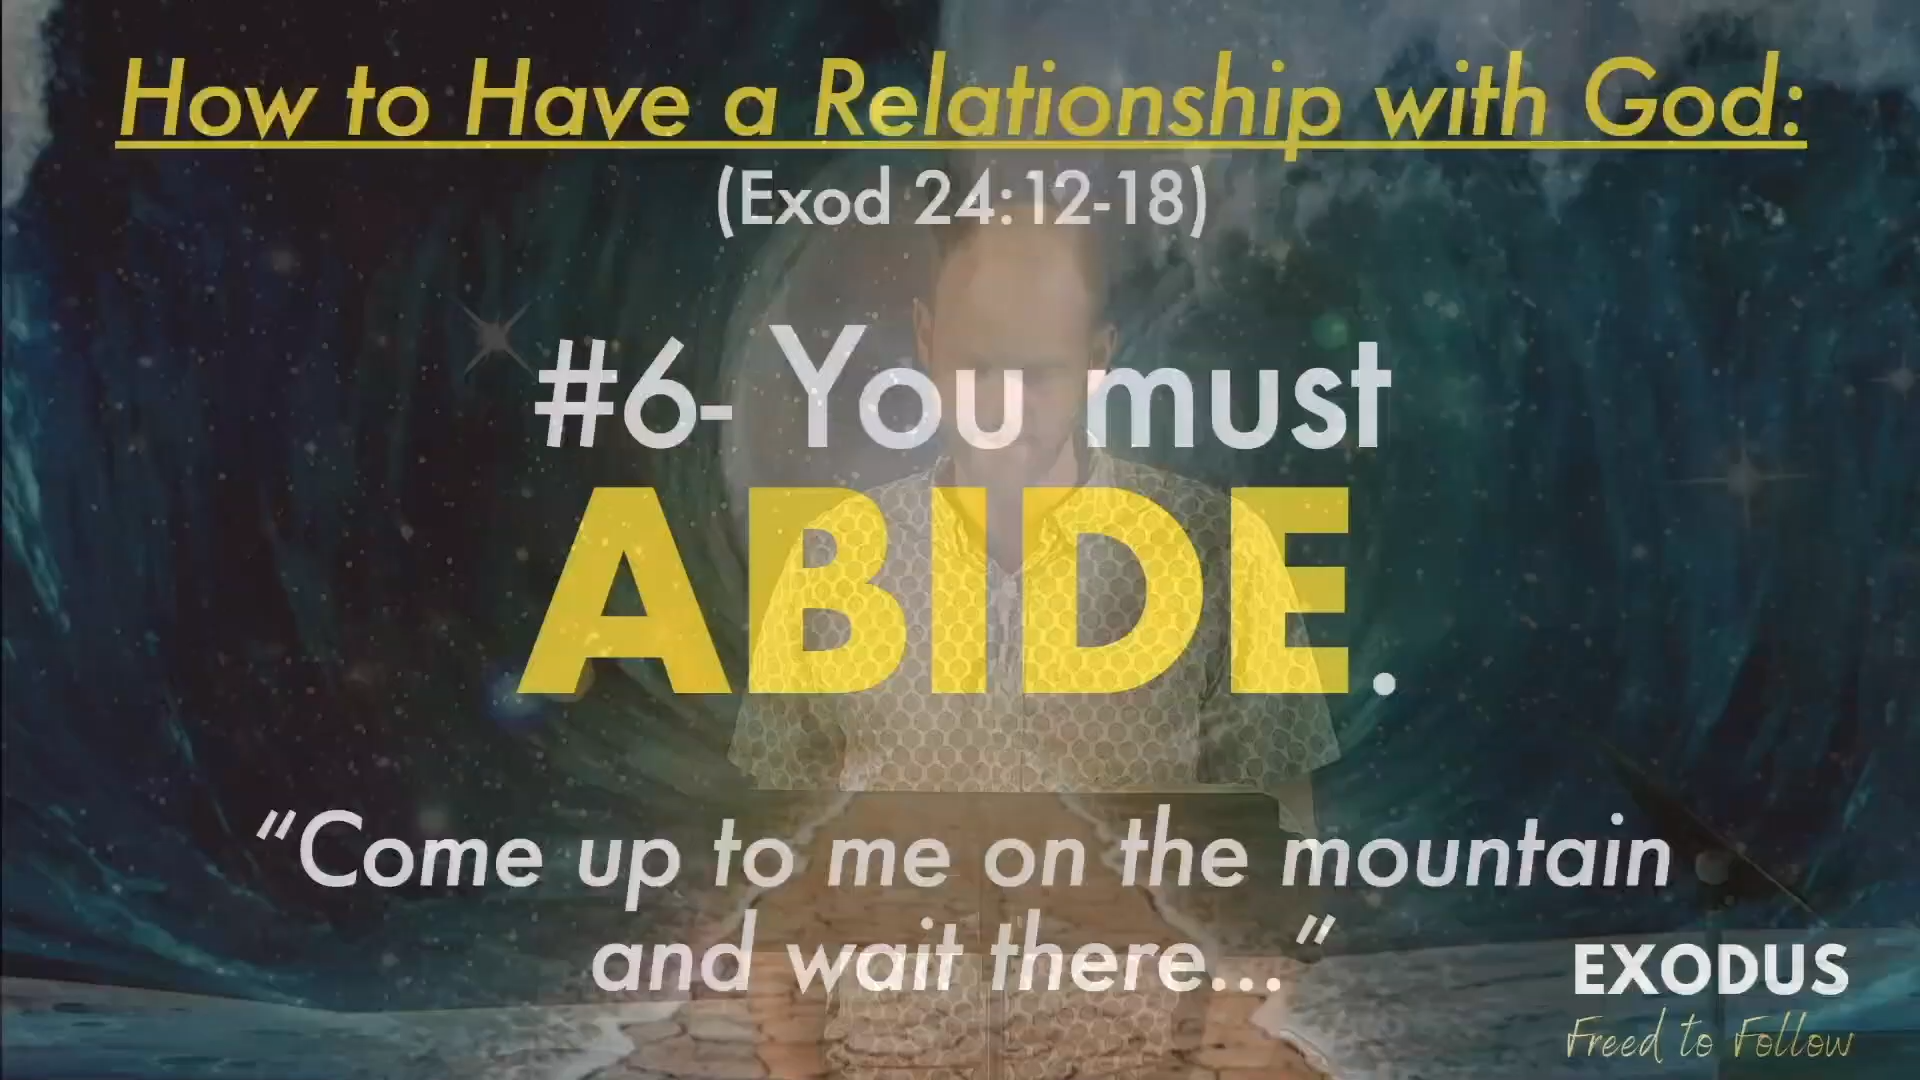 How to Have a Relationship with God:
(Exod 24:12-18)
#6- You must
ABIDE.
“Come up to me on the mountain
and wait there...”
EXODUS
Freed to Follow